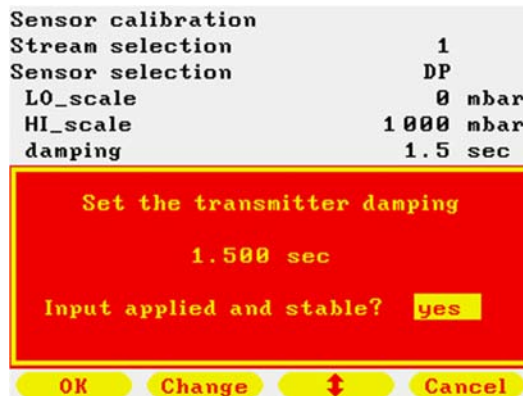 Sensor calibration
Stream selection 1
Sensor selection DP
LO_scale 0 mbar
HI_scale 1000 mbar
damping 1.5 sec
Set the transmitter damping
1.500 sec
Input applied and stable? yes
OK Change Cancel